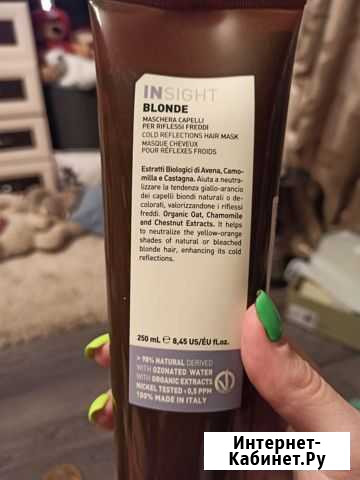 INSIGHT
BLONDE
MASCHERA CAPELLI
PER RIFLESSI FREDDI
COLD REFLECTIONS HAIR MASK
MASQUE CHEVEUX
POUR RÉFLEXES FROIDS
Estratti Biologici di Avena, Camo-
milla e Castagna. Aiuta a neutra-
lizzare la tendenza giallo-arancio
dei capelli biondi naturali o de-
colorati, valorizzandone i riflessi
freddi. Organic Oat, Chamomile
and Chestnut Extracts. It helps
to neutralize the yellow-orange
shades of natural or bleached
blonde hair, enhancing its cold
reflections.
250 mL ℮ 8,45 US/ÉU fl.oz.
> 98% NATURAL DERIVED
WITH OZONATED WATER
WITH ORGANIC EXTRACTS
NICKEL TESTED < 0,5 PPM
100% MADE IN ITALY
Интернет-
Кабинет.Ру